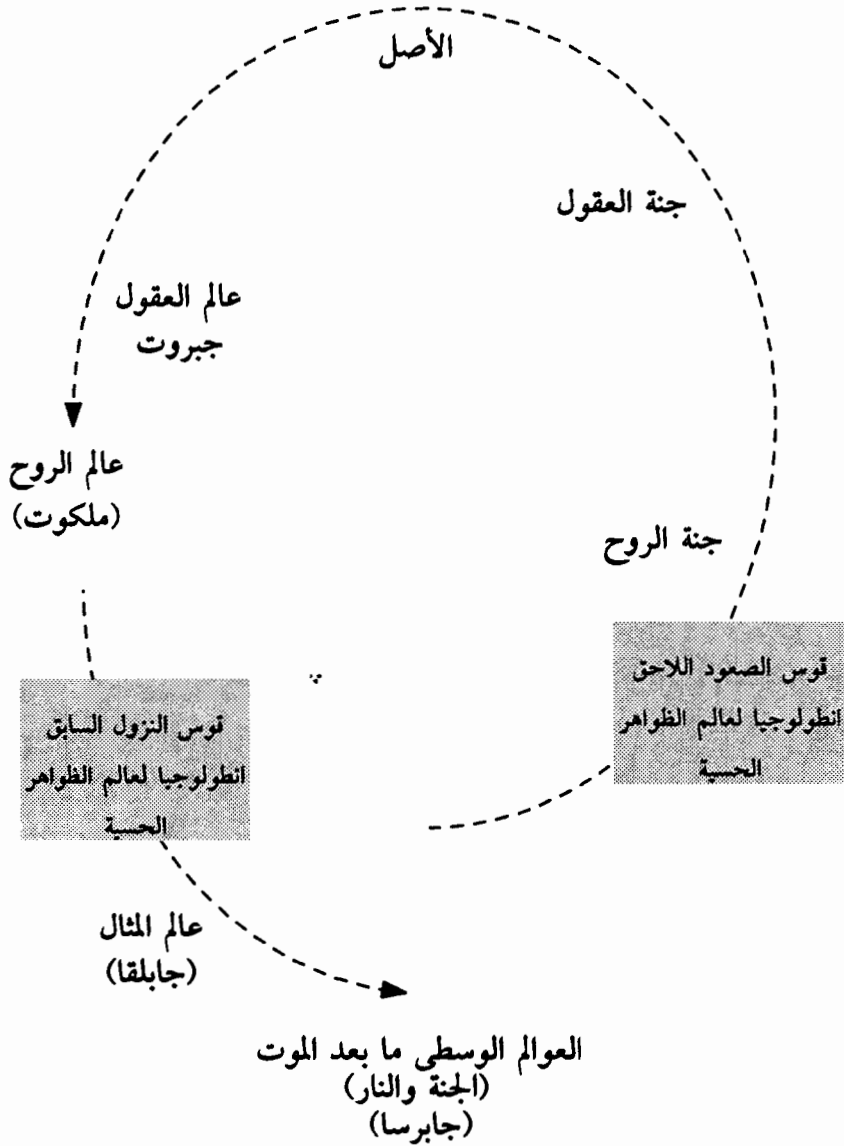 الأصل
جنة العقول
عالم العقول
جبروت
عالم الروح
(ملكوت)
جنة الروح
قوس الصعود اللاحق
انطولوجيا لعالم الظواهر
الحسية
قوس النزول السابق
انطولوجيا لعالم الظواهر
الحسية
عالم المثال
(جابلقا)
العوالم الوسطى ما بعد الموت
(الجنة والنار)
(جابرسا)